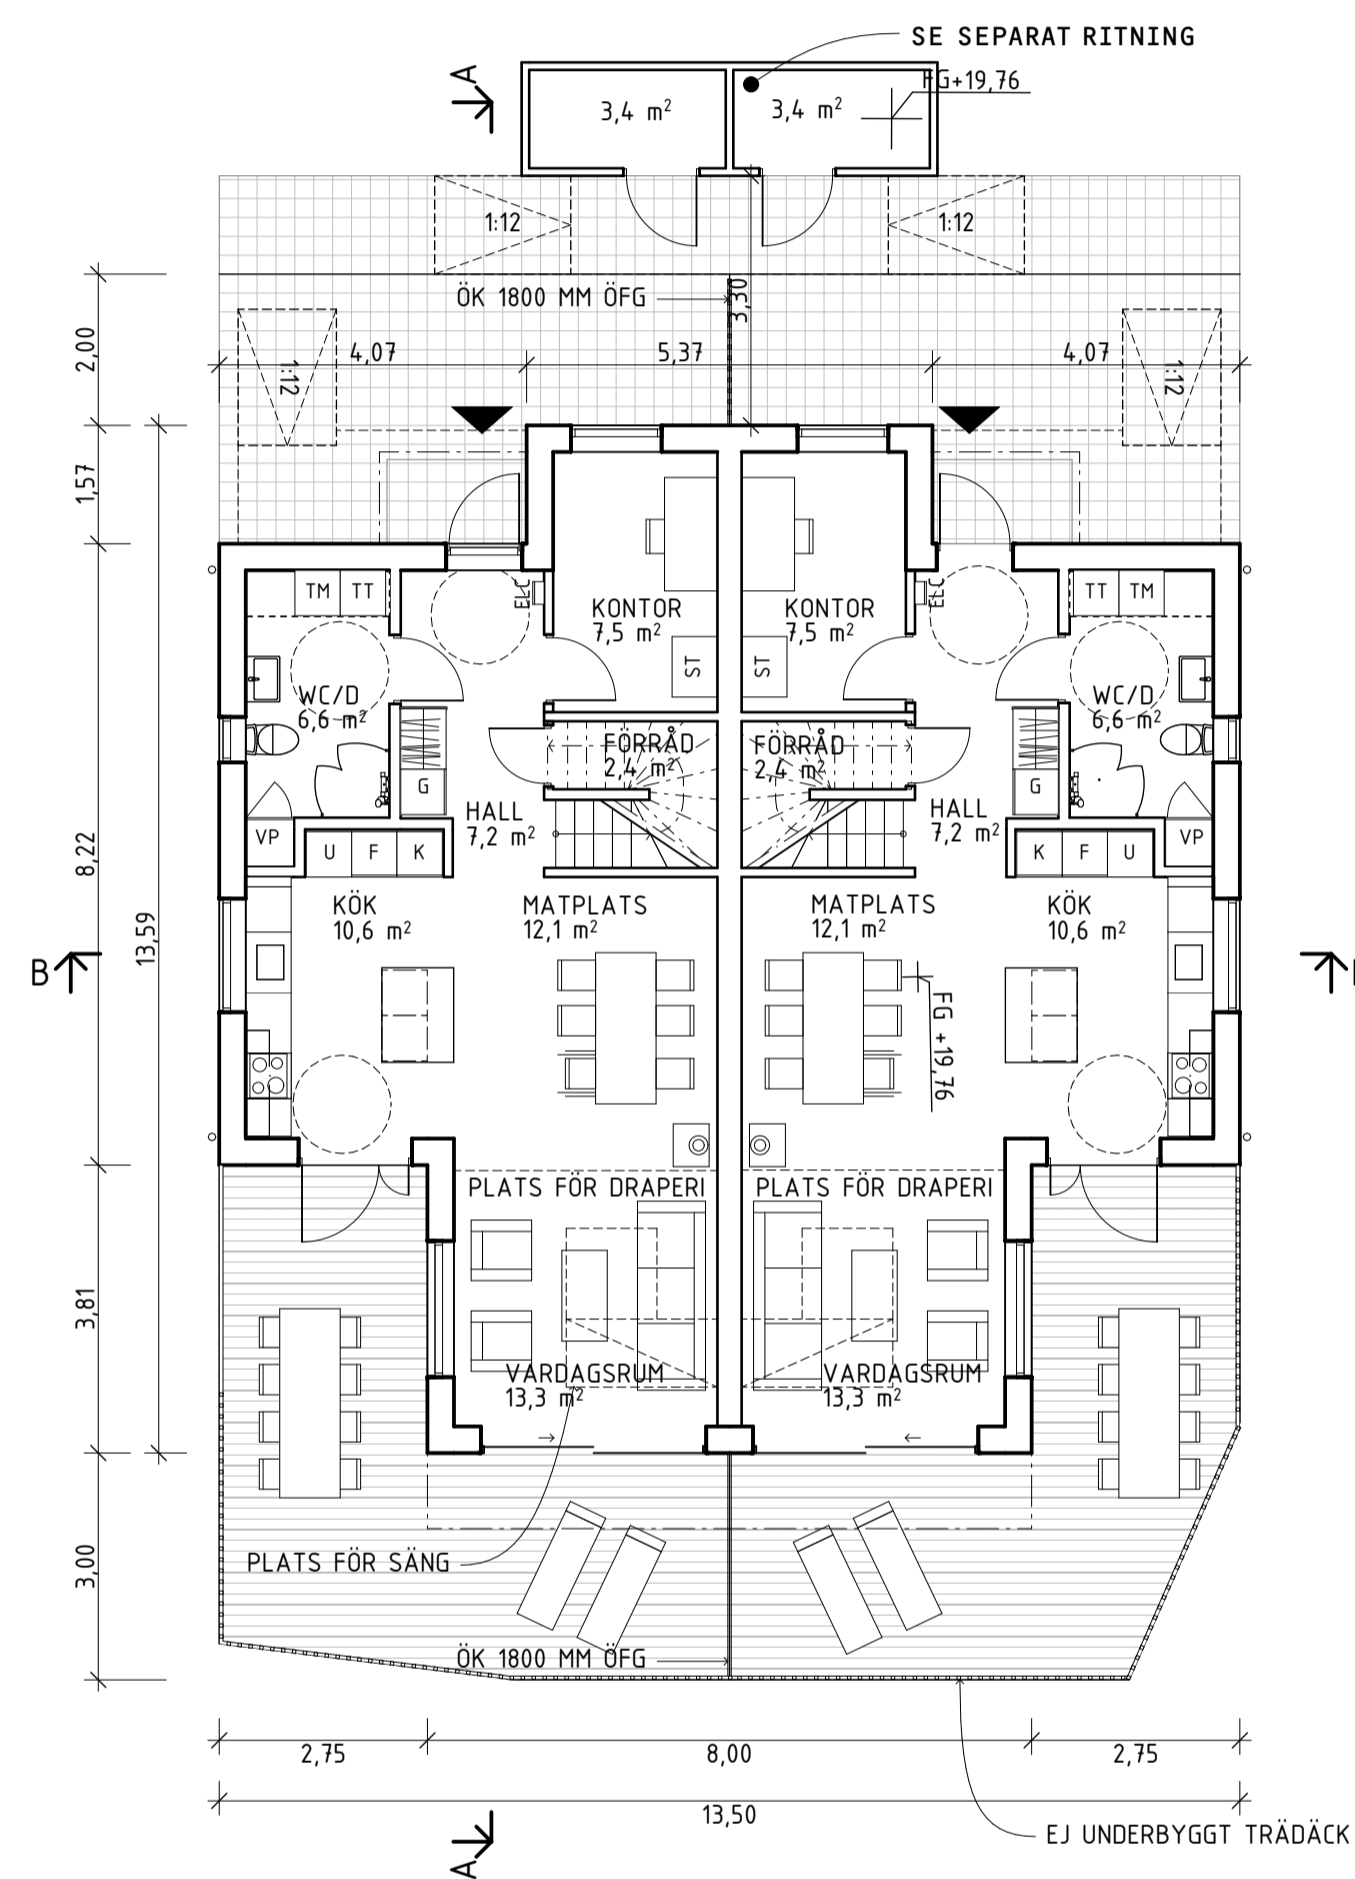 SE SEPARAT RITNING
A
3,4 m²
3,4 m²
FG+19,76
1:12
1:12
ÖK 1800 MM ÖFG
3,30
2,00
4,07
5,37
4,07
1:12
1:12
1,57
TM
TT
ELC
ELC
TT
TM
KONTOR
7,5 m²
KONTOR
7,5 m²
ST
ST
WC/D
6,6 m²
WC/D
6,6 m²
FÖRRÅD
2,4 m²
FÖRRÅD
2,4 m²
G
G
HALL
7,2 m²
HALL
7,2 m²
VP
U
F
K
K
F
U
VP
8,22
13,59
KÖK
10,6 m²
MATPLATS
12,1 m²
MATPLATS
12,1 m²
KÖK
10,6 m²
B
FG +19,76
PLATS FÖR DRAPERI
PLATS FÖR DRAPERI
3,81
VARDAGSRUM
13,3 m²
VARDAGSRUM
13,3 m²
3,00
PLATS FÖR SÄNG
ÖK 1800 MM ÖFG
2,75
8,00
2,75
13,50
EJ UNDERBYGGT TRÄDÄCK
A